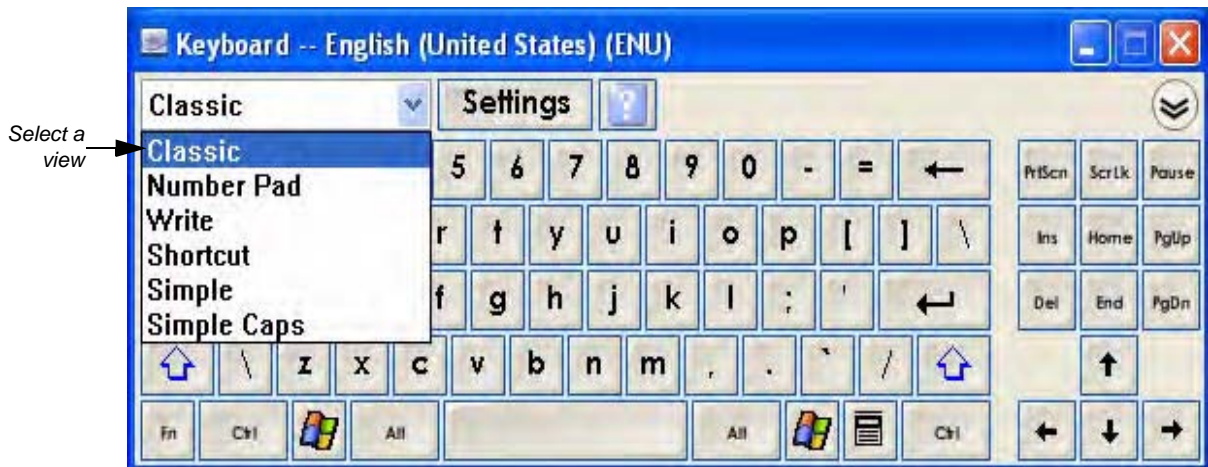 Keyboard -- English (United States) (ENU)
Classic Settings ?
Select a
view
Classic
Number Pad
Write
Shortcut
Simple
Simple Caps
5 6 7 8 9 0 - = ← PrtScn ScrLk Pause
r t y u i o p [ ] \ Ins Home PgUp
f g h j k l ; ' ↵ Del End PgDn
\ z x c v b n m , . ` / ↑
Fn Ctrl Alt Alt Ctrl ← ↓ →